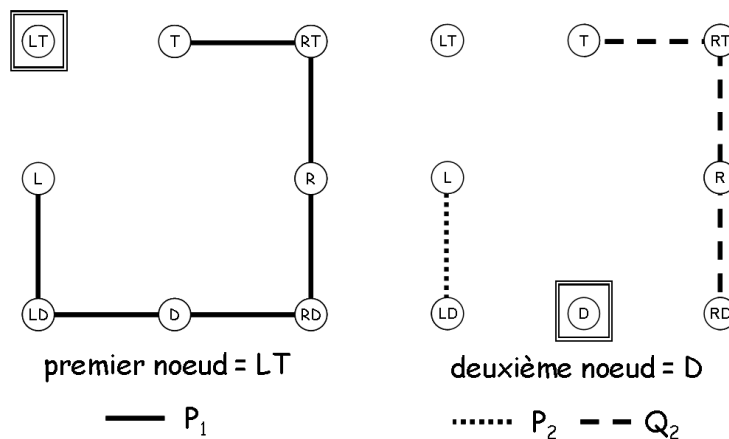 LT T RT LT T RT
L R L R
LD D RD LD D RD
premier noeud = LT deuxième noeud = D
P₁ P₂ Q₂